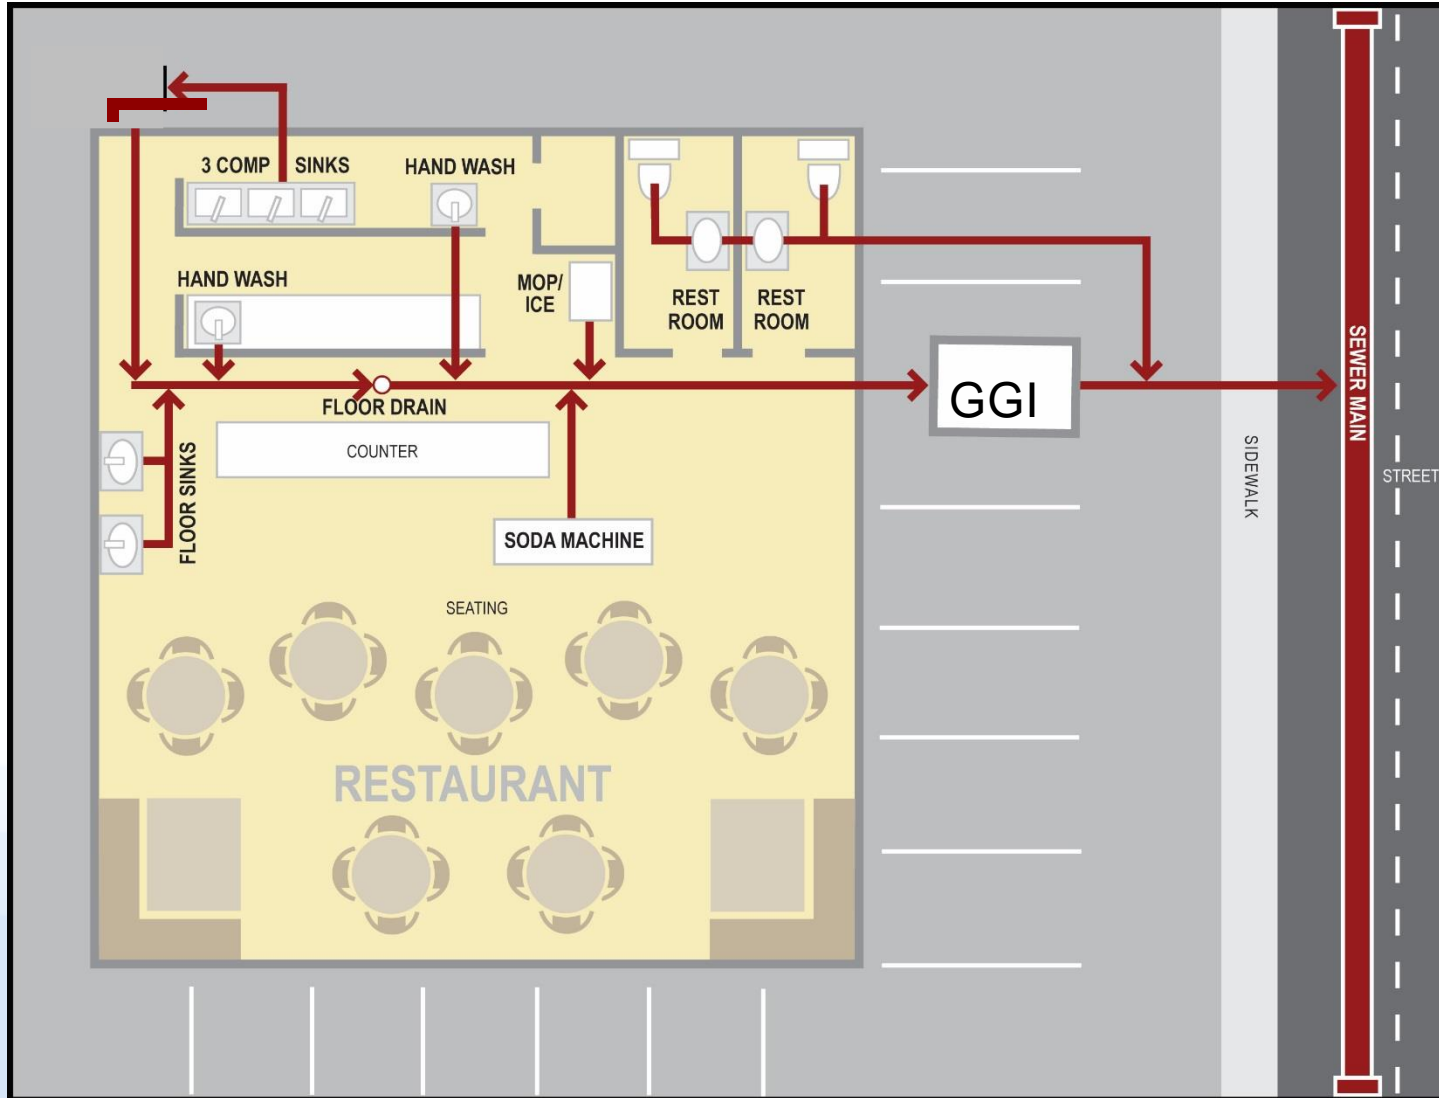 3 COMP SINKS
HAND WASH
HAND WASH
MOP/
ICE
REST
ROOM
REST
ROOM
FLOOR DRAIN
COUNTER
FLOOR SINKS
SODA MACHINE
SEATING
RESTAURANT
GGI
SIDEWALK
SEWER MAIN
STREET